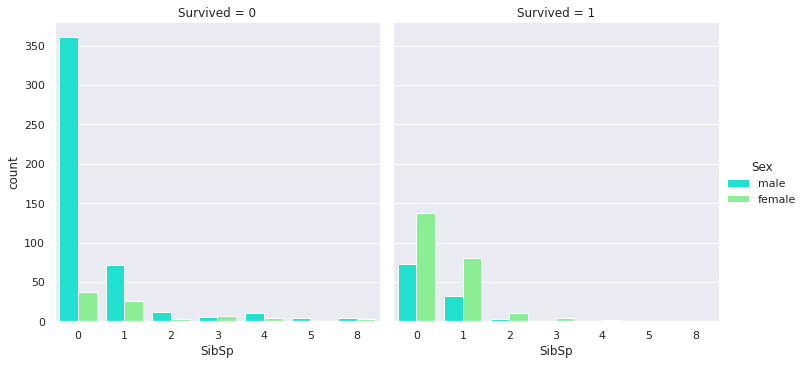 Survived = 0
Survived = 1
count
350
300
250
200
150
100
50
0
0 1 2 3 4 5 8
SibSp
0 1 2 3 4 5 8
SibSp
Sex
male
female